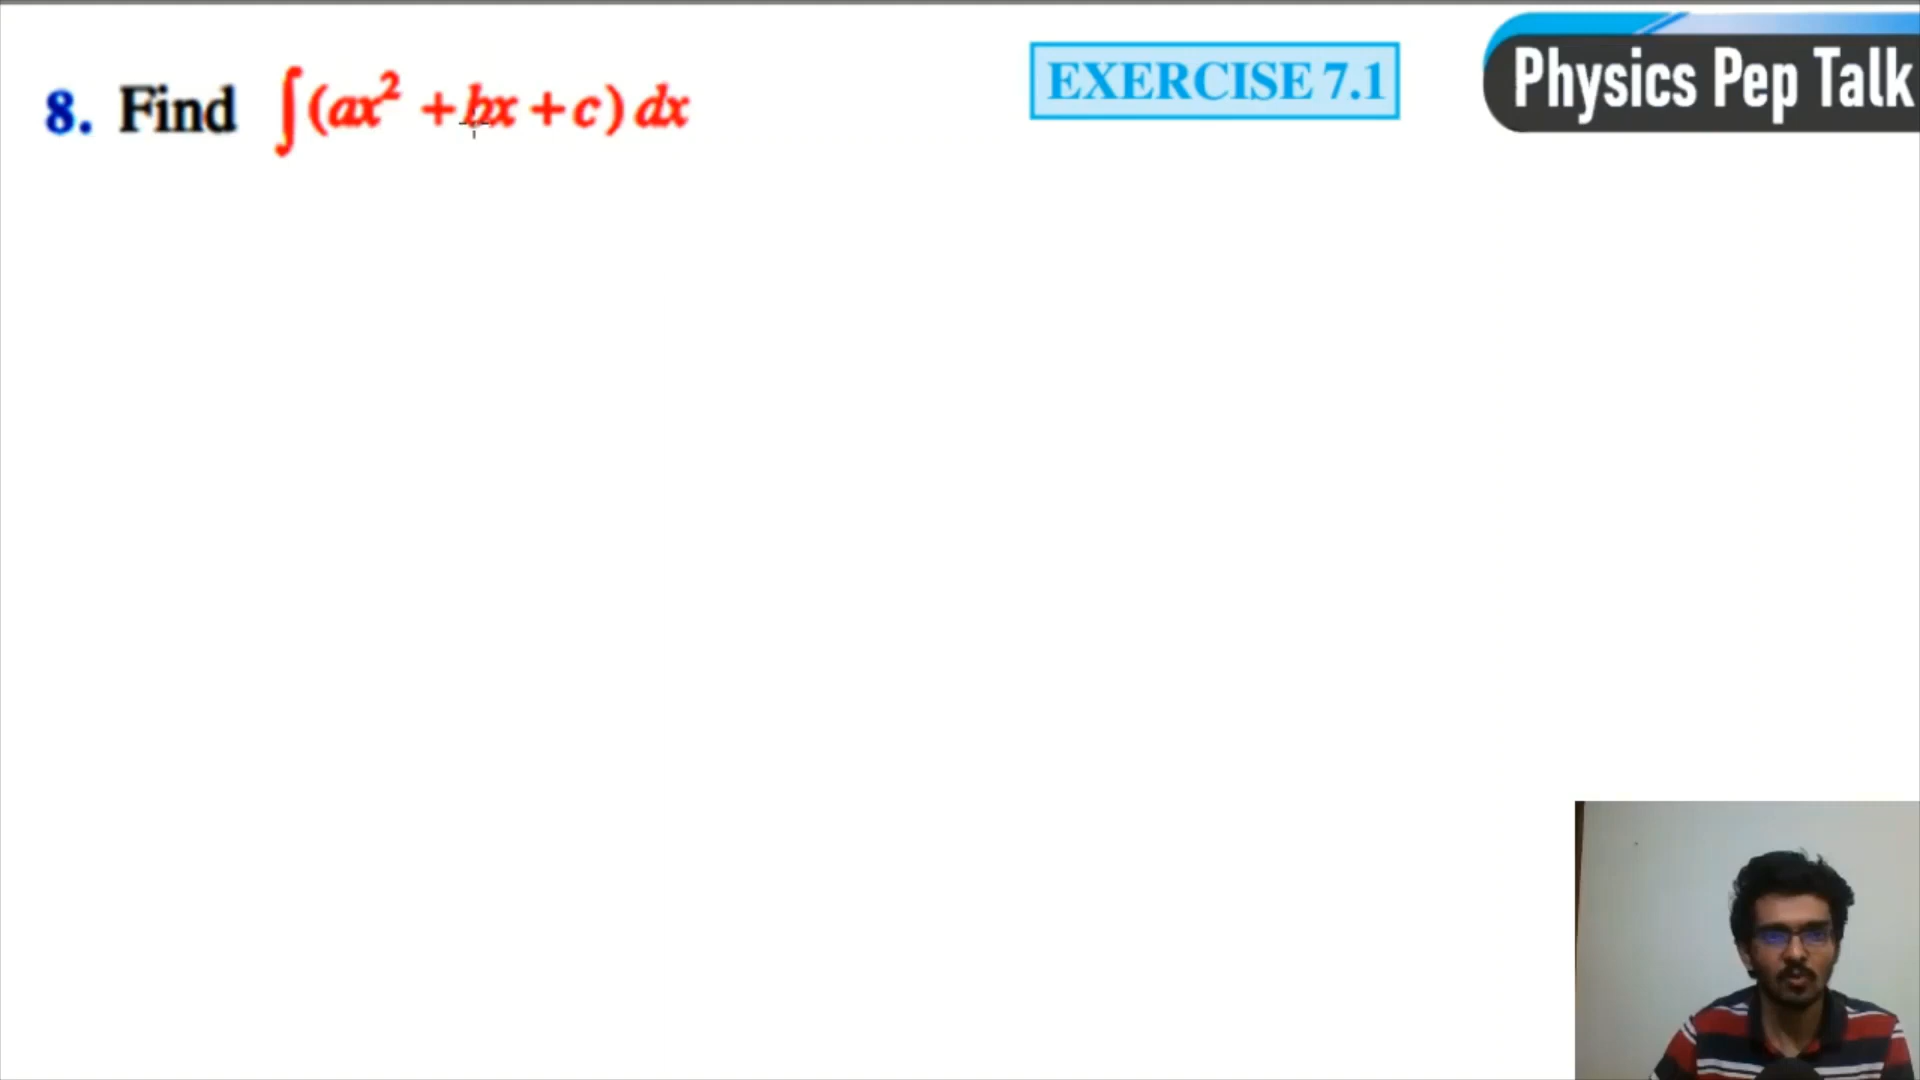 8. Find ∫(ax² + bx + c) dx
EXERCISE 7.1
Physics Pep Talk